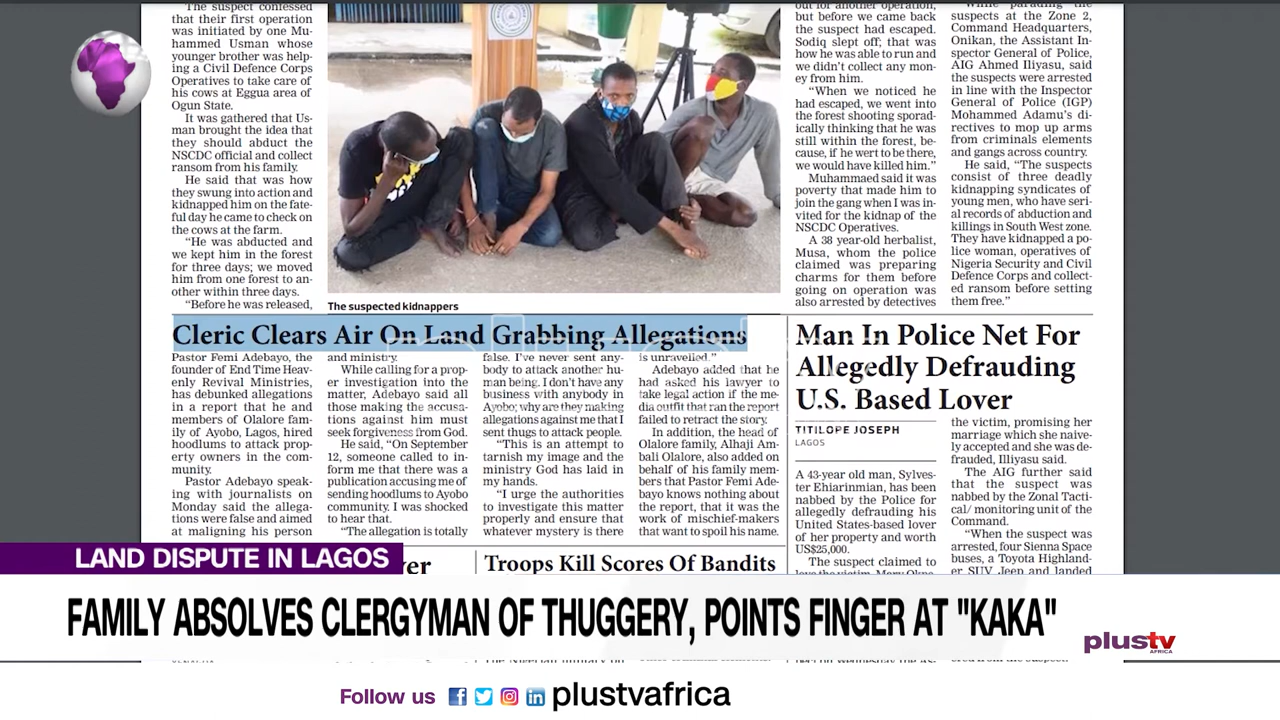 The suspect confessed
that their first operation
was initiated by one Mu-
hammed Usman whose
younger brother was help-
ing a Civil Defence Corps
Operatives to take care of
his cows at Eggua area of
Ogun State.
It was gathered that Us-
man brought the idea that
they should abduct the
NSCDC official and collect
ransom from his family.
He said that was how
they swung into action and
kidnapped him on the fate-
ful day he came to check on
the cows at the farm.
“He was abducted and
we kept him in the forest
for three days; we moved
him from one forest to an-
other within three days.
“Before he was released,
The suspected kidnappers
out for another operation,
but before we came back
the suspect had escaped.
Sodiq slept off; that was
how he was able to run and
we didn’t collect any mon-
ey from him.
“When we noticed he
had escaped, we went into
the forest shooting sporad-
ically thinking that he was
still within the forest, be-
cause, if he wert to be there,
we would have killed him.”
Muhammaed said it was
poverty that made him to
join the gang when I was in-
vited for the kidnap of the
NSCDC Operatives.
A 38 year-old herbalist,
Musa, whom the police
claimed was preparing
charms for them before
going on operation was
also arrested by detectives
While parading the
suspects at the Zone 2,
Command Headquarters,
Onikan, the Assistant In-
spector General of Police,
AIG Ahmed Iliyasu, said
the suspects were arrested
in line with the Inspector
General of Police (IGP)
Mohammed Adamu’s di-
rectives to mop up arms
from criminals elements
and gangs across country.
He said, “The suspects
consist of three deadly
kidnapping syndicates of
young men, who have seri-
al records of abduction and
killings in South West zone.
They have kidnapped a po-
lice woman, operatives of
Nigeria Security and Civil
Defence Corps and collect-
ed ransom before setting
them free.”
Cleric Clears Air On Land Grabbing Allegations
Pastor Femi Adebayo, the
founder of End Time Heav-
enly Revival Ministries,
has debunked allegations
in a report that he and
members of Olalore fam-
ily of Ayobo, Lagos, hired
hoodlums to attack prop-
erty owners in the com-
munity.
Pastor Adebayo speak-
ing with journalists on
Monday said the allega-
tions were false and aimed
at maligning his person
and ministry.
While calling for a prop-
er investigation into the
matter, Adebayo said all
those making the accusa-
tions against him must
seek forgiveness from God.
He said, “On September
12, someone called to in-
form me that there was a
publication accusing me of
sending hoodlums to Ayobo
community. I was shocked
to hear that.
“The allegation is totally
false. I’ve never sent any-
body to attack another hu-
man being. I don’t have any
business with anybody in
Ayobo; why are they making
allegations against me that I
sent thugs to attack people.
“This is an attempt to
tarnish my image and the
ministry God has laid in
my hands.
“I urge the authorities
to investigate this matter
properly and ensure that
whatever mystery is there
is unravelled.”
Adebayo added that he
had asked his lawyer to
take legal action if the me-
dia outfit that ran the report
failed to retract the story.
In addition, the head of
Olalore family, Alhaji Am-
bali Olalore, also added on
behalf of his family mem-
bers that Pastor Femi Ade-
bayo knows nothing about
the report, that it was the
work of mischief-makers
that want to spoil his name.
Man In Police Net For
Allegedly Defrauding
U.S. Based Lover
TITILOPE JOSEPH
LAGOS
A 43-year old man, Sylves-
ter Ehiarinmian, has been
nabbed by the Police for
allegedly defrauding his
United States-based lover
of her property and worth
US$25,000.
The suspect claimed to
the victim, promising her
marriage which she naive-
ly accepted and she was de-
frauded, Illiyasu said.
The AIG further said
that the suspect was
nabbed by the Zonal Tacti-
cal/ monitoring unit of the
Command.
“When the suspect was
arrested, four Sienna Space
buses, a Toyota Highland-
er SUV Jeep and landed
Troops Kill Scores Of Bandits
LAND DISPUTE IN LAGOS
FAMILY ABSOLVES CLERGYMAN OF THUGGERY, POINTS FINGER AT "KAKA"
plustv
AFRICA
Follow us plustvafrica